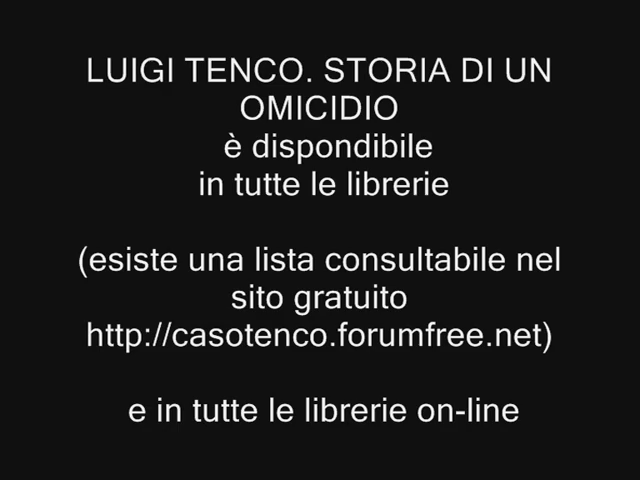 LUIGI TENCO. STORIA DI UN
OMICIDIO
è dispondibile
in tutte le librerie
(esiste una lista consultabile nel
sito gratuito
http://casotenco.forumfree.net)
e in tutte le librerie on-line